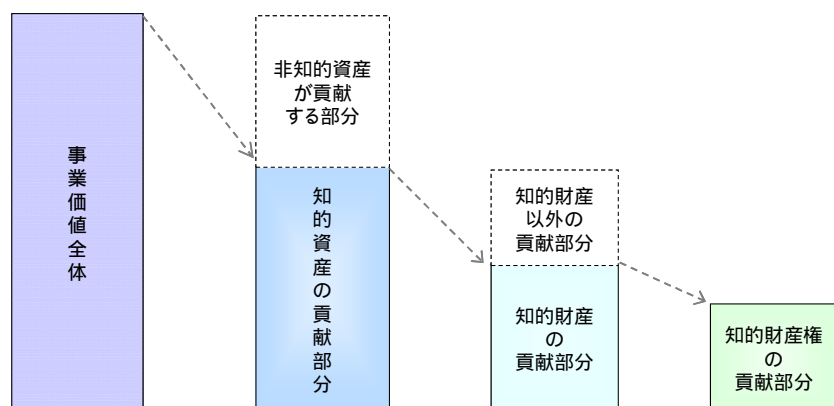 事業価値全体
非知的資産
が貢献
する部分
知的資産の貢献部分
知的財産
以外の
貢献部分
知的財産
の
貢献部分
知的財産権
の
貢献部分